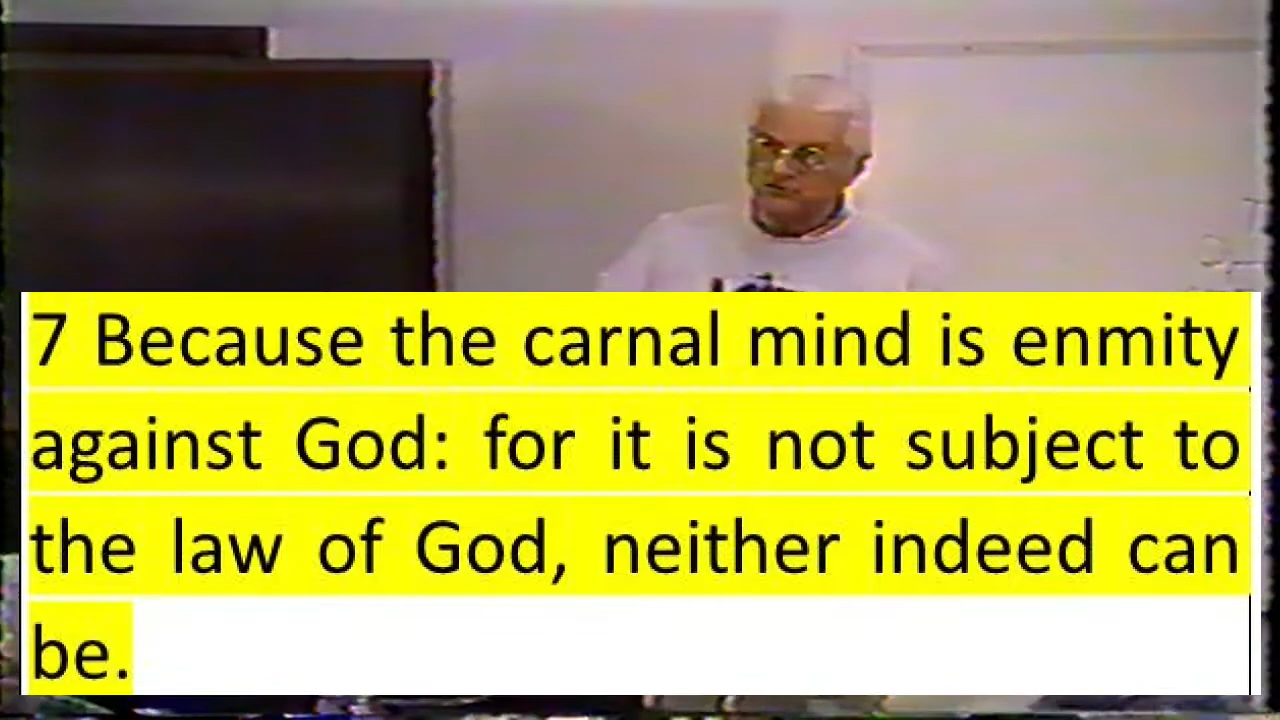 7 Because the carnal mind is enmity
against God: for it is not subject to
the law of God, neither indeed can
be.